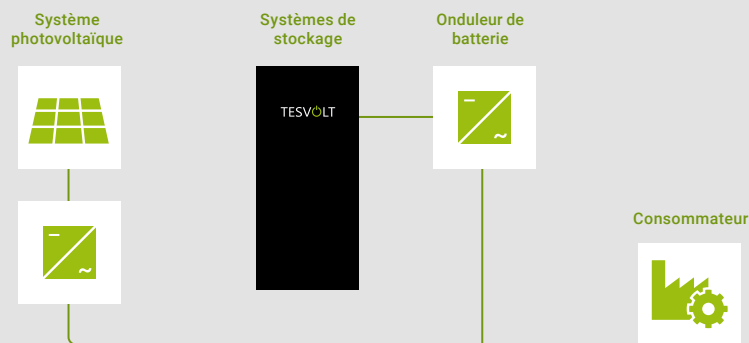 Système
photovoltaïque
Systèmes de
stockage
Onduleur de
batterie
TESVOLT
Consommateur